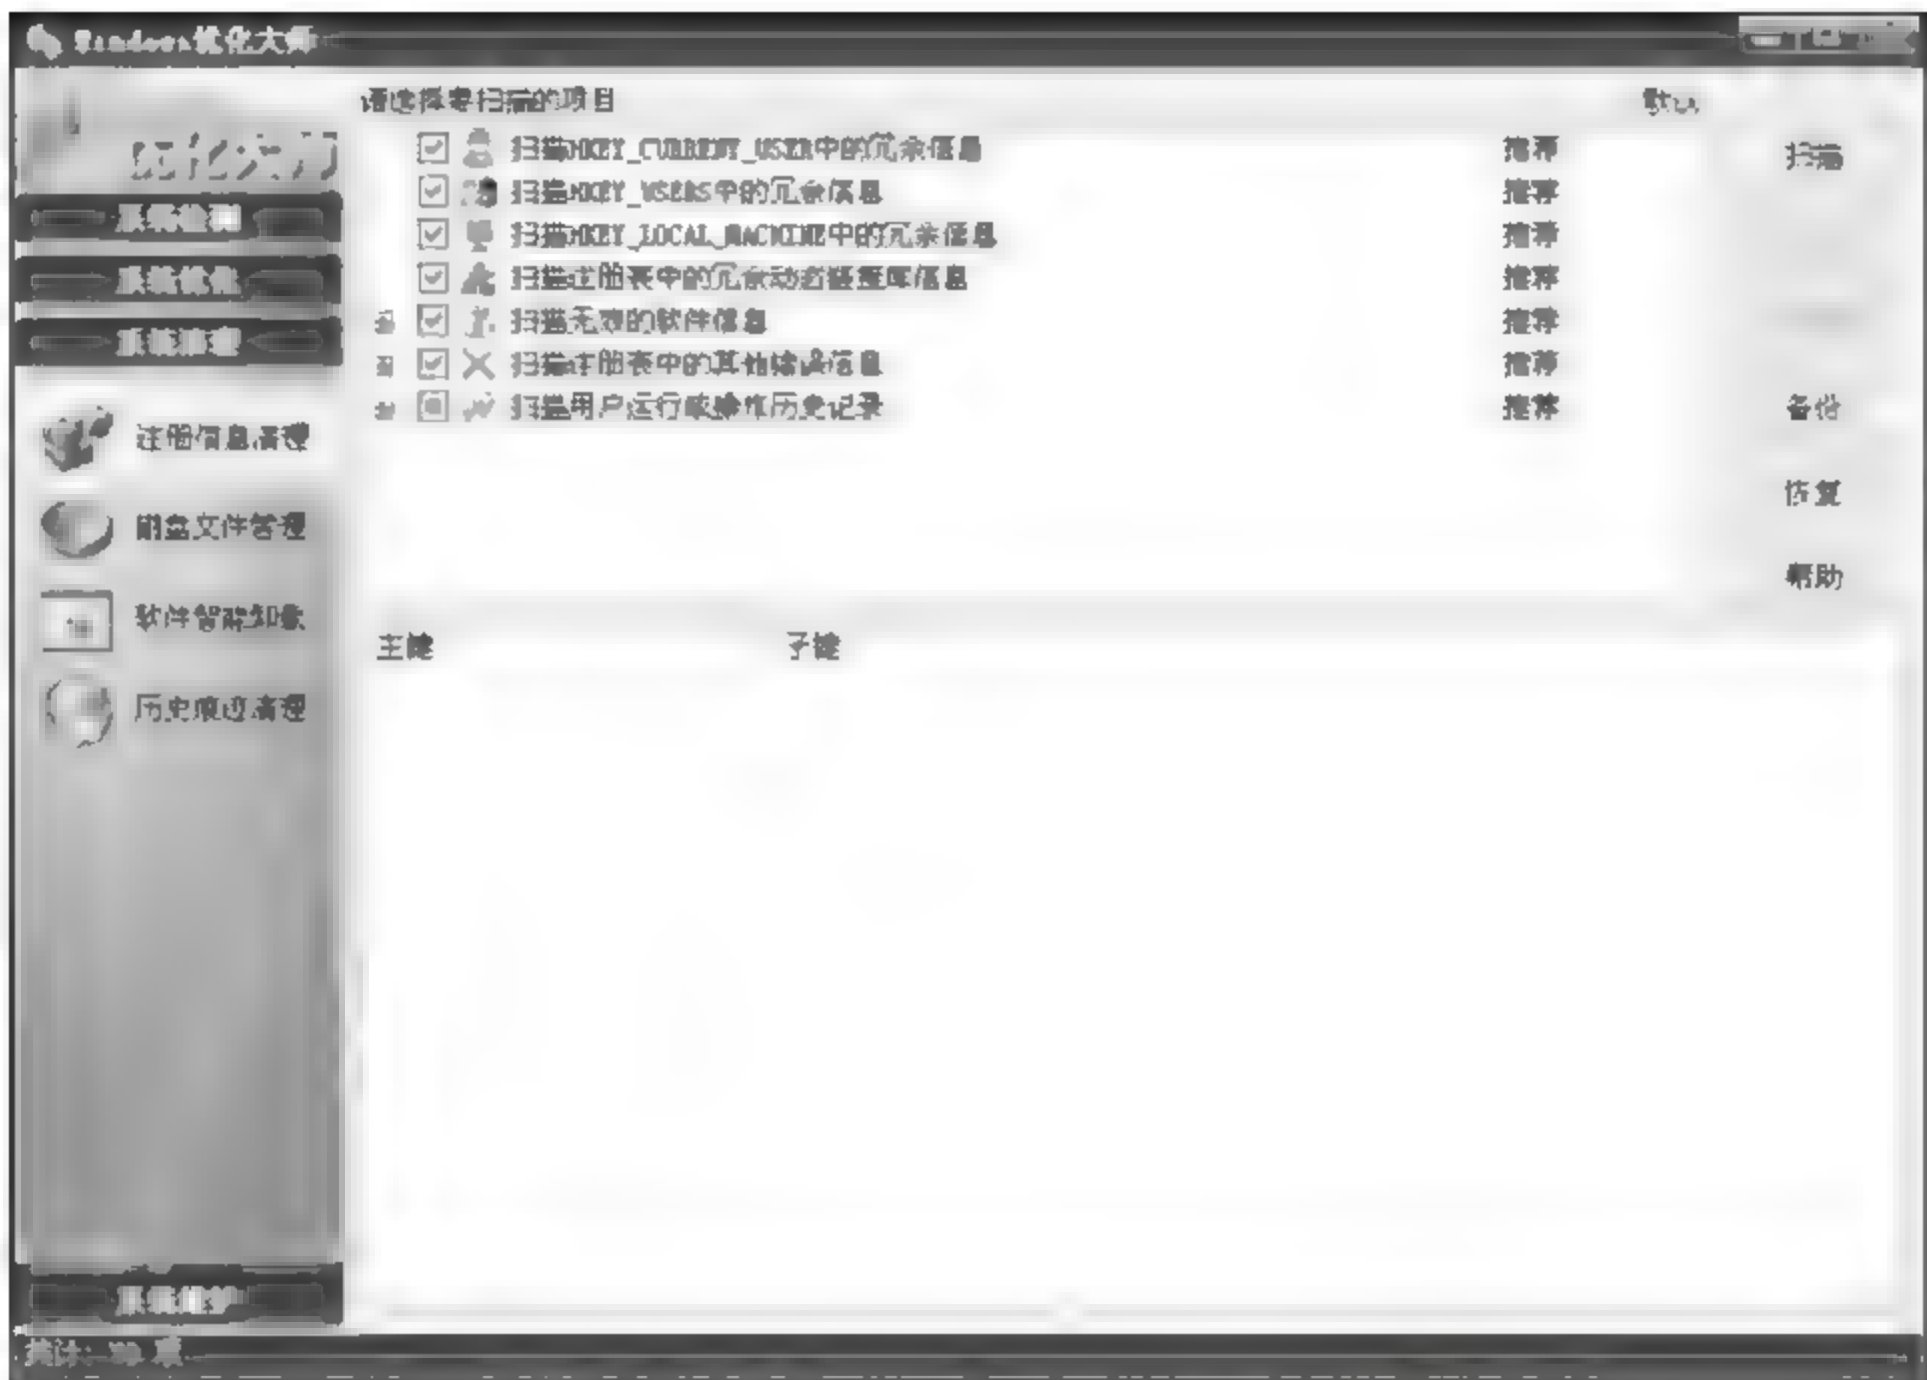 Windows优化大师
优化大师
请选择要扫描的项目
默认
扫描HKEY_CURRENT_USER中的冗余信息
推荐
扫描HKEY_USERS中的冗余信息
推荐
扫描HKEY_LOCAL_MACHINE中的冗余信息
推荐
扫描注册表中的冗余动态链接库信息
推荐
扫描无效的软件信息
推荐
扫描注册表中的其他错误信息
推荐
扫描用户运行或操作历史记录
推荐
扫描
备份
恢复
帮助
系统优化
系统清理
注册信息清理
磁盘文件管理
软件智能卸载
历史痕迹清理
主键
子键